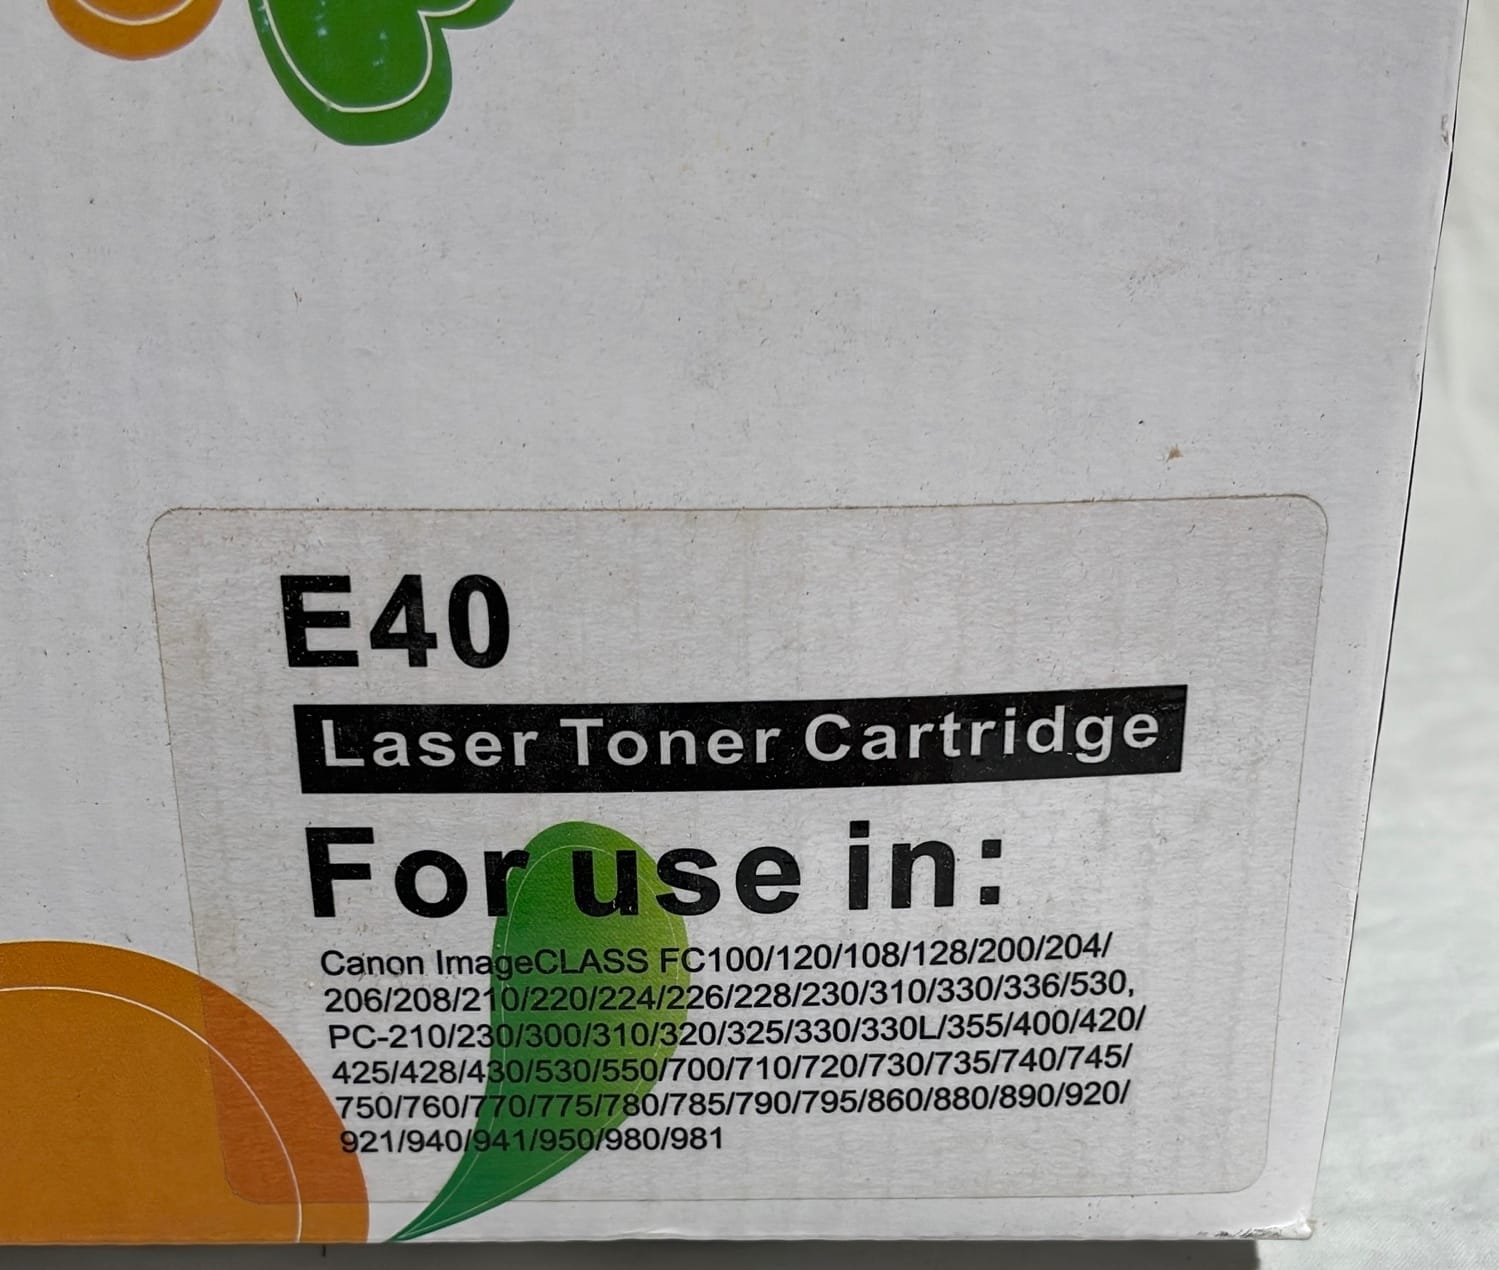 E40
Laser Toner Cartridge
For use in:
Canon ImageCLASS FC100/120/108/128/200/204/
206/208/210/220/224/226/228/230/310/330/336/530,
PC-210/230/300/310/320/325/330/330L/355/400/420/
425/428/430/530/550/700/710/720/730/735/740/745/
750/760/770/775/780/785/790/795/860/880/890/920/
921/940/941/950/980/981